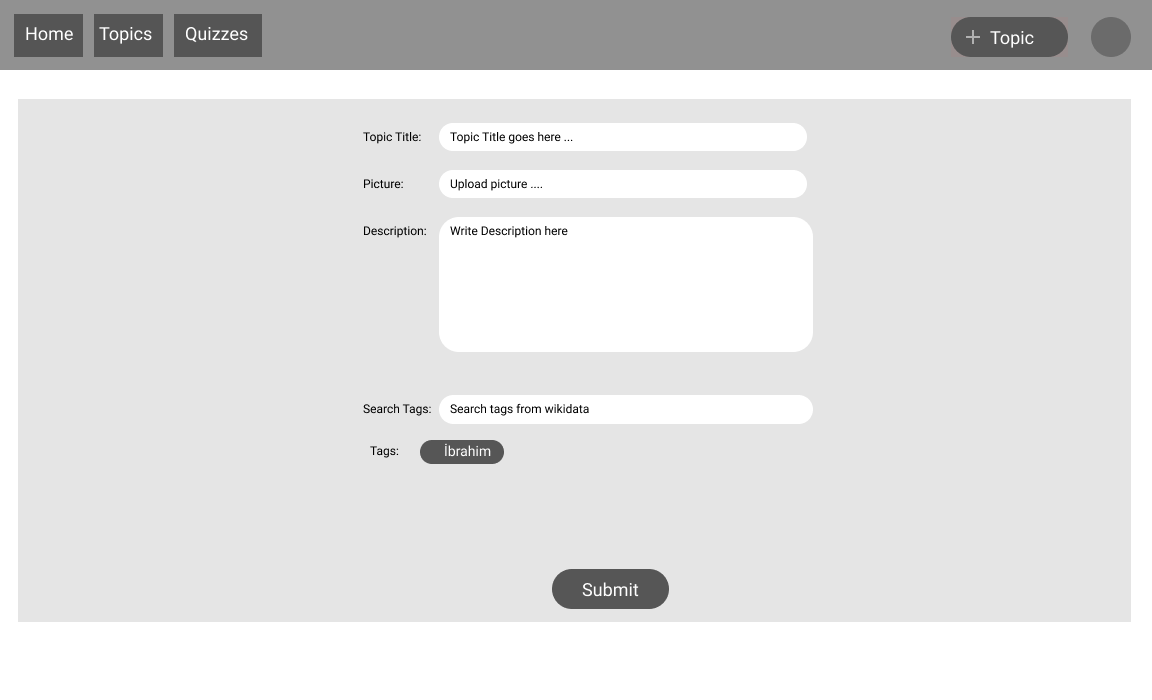 Home Topics Quizzes + Topic
Topic Title: Topic Title goes here ...
Picture: Upload picture ....
Description: Write Description here
Search Tags: Search tags from wikidata
Tags: İbrahim
Submit